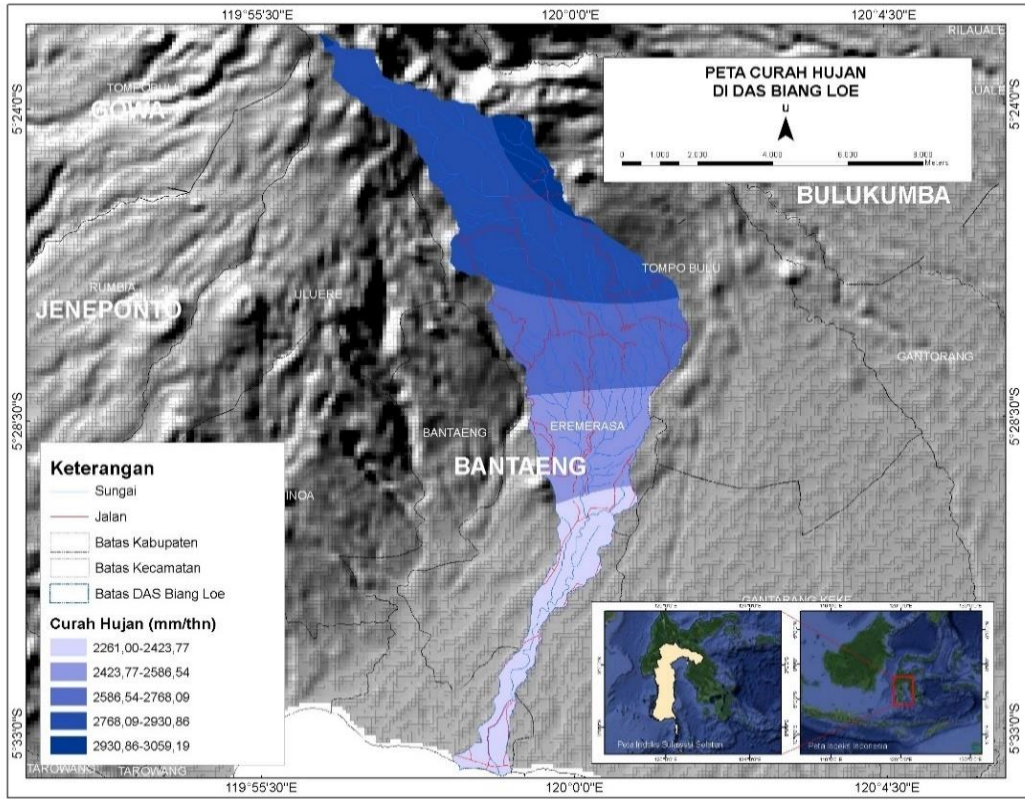 119°55'30"E 120°0'0"E 120°4'30"E
RILAUALE
PETA CURAH HUJAN
DI DAS BIANG LOE
U
0 1.000 2.000 4.000 6.000 8.000
Meters
TOMPOBULU
GOWA
5°24'0"S 5°24'0"S
BULUKUMBA
TOMPO BULU
RUMBIA
JENEPONTO
ULUERE
GANTORANG
5°28'30"S 5°28'30"S
BANTAENG
EREMERASA
BANTAENG
INOA
GANTARANG KEKE
Keterangan
Sungai
Jalan
Batas Kabupaten
Batas Kecamatan
Batas DAS Biang Loe
Curah Hujan (mm/thn)
2261,00-2423,77
2423,77-2586,54
2586,54-2768,09
2768,09-2930,86
2930,86-3059,19
Peta Indeks Sulawesi Selatan
Peta Indeks Indonesia
5°33'0"S 5°33'0"S
TAROWANG TAROWANG
119°55'30"E 120°0'0"E 120°4'30"E